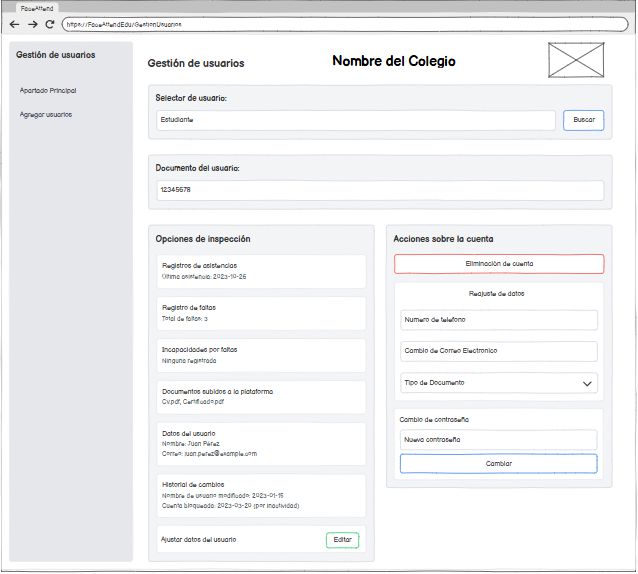 FaceAttend
https://FaceAttendEdu/GestionUsuarios
Gestión de usuarios
Apartado Principal
Agregar usuarios
Gestión de usuarios
Nombre del Colegio
Selector de usuario:
Estudiante
Buscar
Documento del usuario:
12345678
Opciones de inspección
Registros de asistencias
Última asistencia: 2023-10-26
Registro de faltas
Total de faltas: 3
Incapacidades por faltas
Ninguna registrada
Documentos subidos a la plataforma
Cv.pdf, Certificado.pdf
Datos del usuario
Nombre: Juan Pérez
Correo: juan.perez@example.com
Historial de cambios
Nombre de usuario modificado: 2023-01-15
Cuenta bloqueada: 2023-03-20 (por inactividad)
Ajustar datos del usuario
Editar
Acciones sobre la cuenta
Eliminación de cuenta
Reajuste de datos
Numero de telefono
Cambio de Correo Electronico
Tipo de Documento
Cambio de contraseña
Nueva contraseña
Cambiar